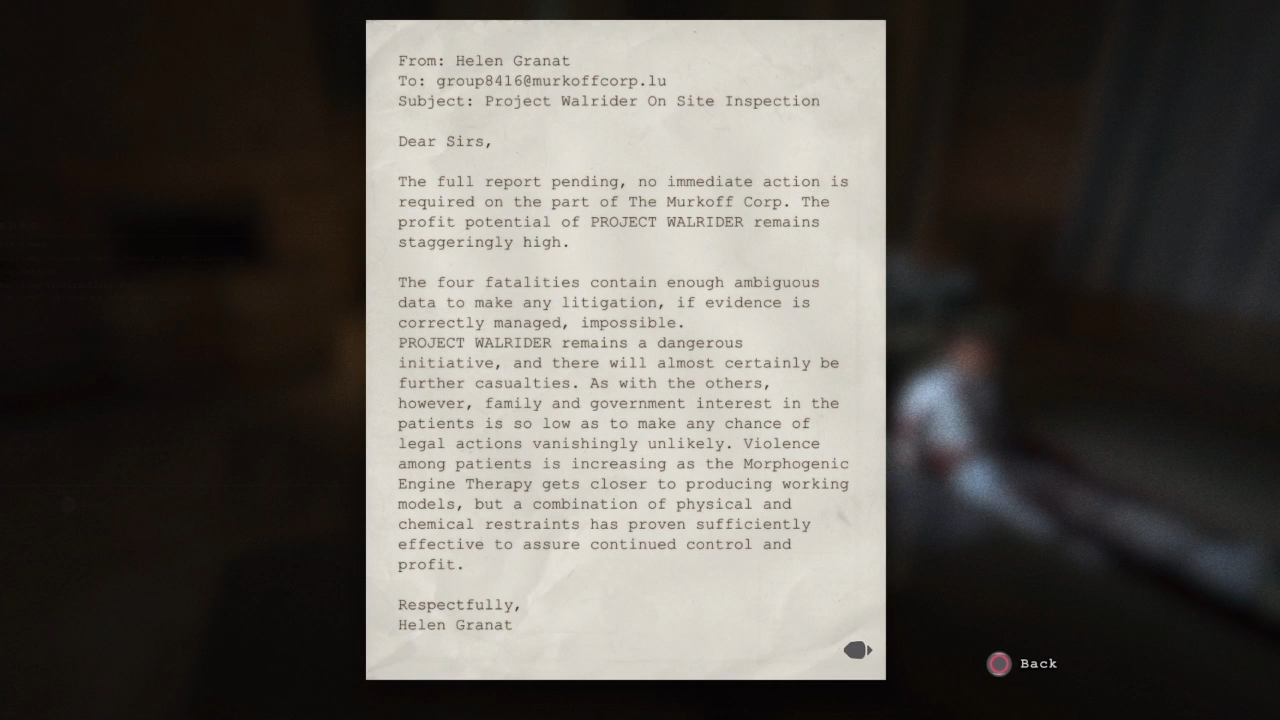 From: Helen Granat
To: group8416@murkoffcorp.lu
Subject: Project Walrider On Site Inspection
Dear Sirs,
The full report pending, no immediate action is
required on the part of The Murkoff Corp. The
profit potential of PROJECT WALRIDER remains
staggeringly high.
The four fatalities contain enough ambiguous
data to make any litigation, if evidence is
correctly managed, impossible.
PROJECT WALRIDER remains a dangerous
initiative, and there will almost certainly be
further casualties. As with the others,
however, family and government interest in the
patients is so low as to make any chance of
legal actions vanishingly unlikely. Violence
among patients is increasing as the Morphogenic
Engine Therapy gets closer to producing working
models, but a combination of physical and
chemical restraints has proven sufficiently
effective to assure continued control and
profit.
Respectfully,
Helen Granat
Back